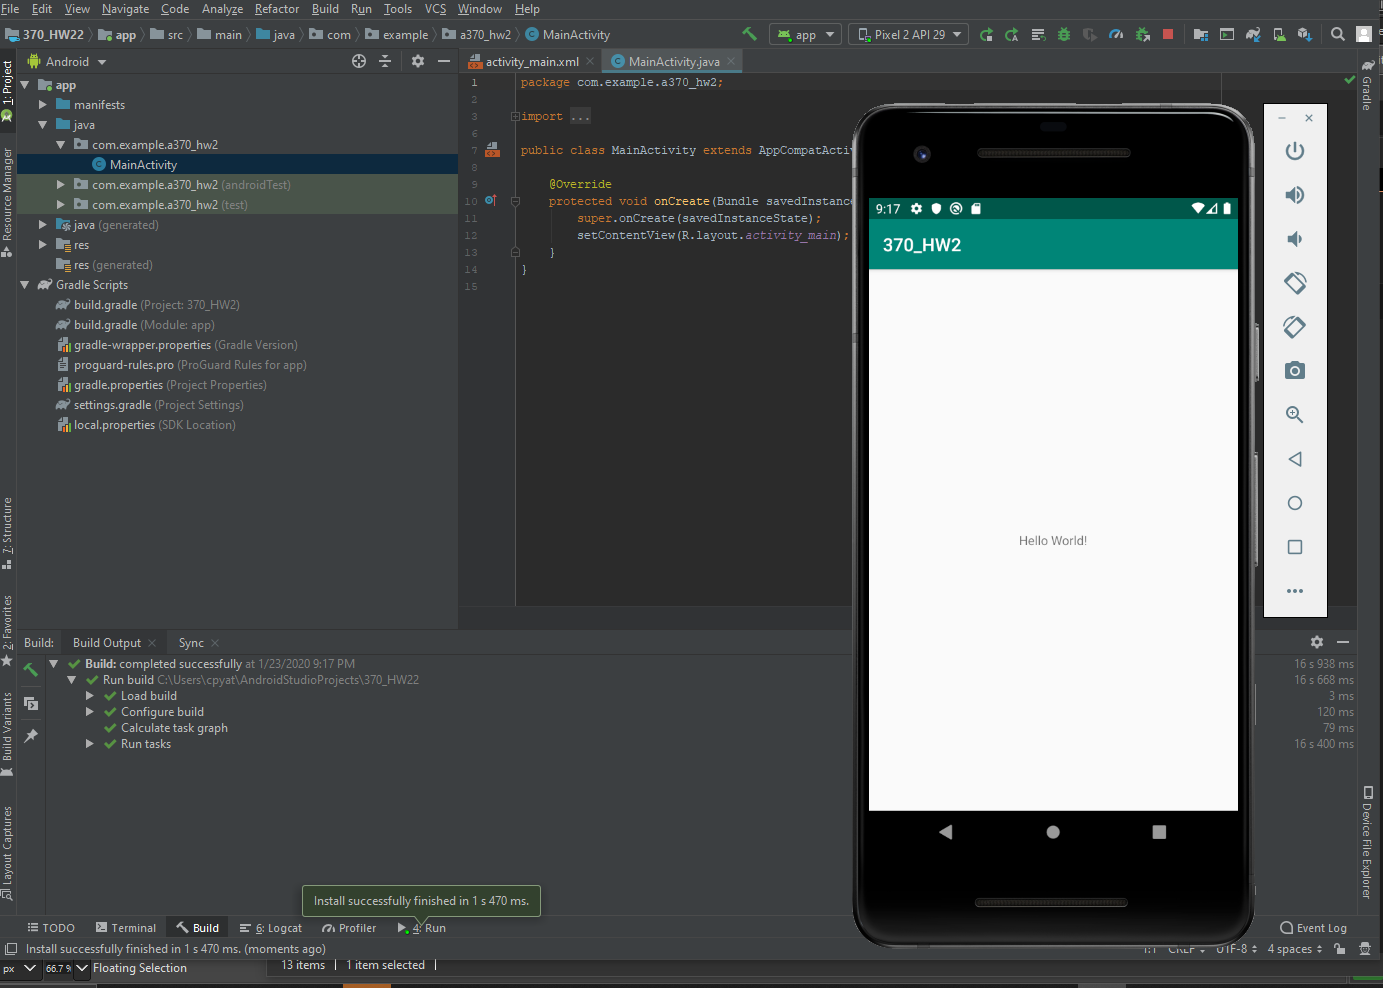 File Edit View Navigate Code Analyze Refactor Build Run Tools VCS Window Help
370_HW22 app src main java com example a370_hw2 MainActivity app Pixel 2 API 29
Android
activity_main.xml MainActivity.java
1: Project
Resource Manager
7: Structure
2: Favorites
Build Variants
Layout Captures
app
manifests
java
com.example.a370_hw2
MainActivity
com.example.a370_hw2 (androidTest)
com.example.a370_hw2 (test)
java (generated)
res
res (generated)
Gradle Scripts
build.gradle (Project: 370_HW2)
build.gradle (Module: app)
gradle-wrapper.properties (Gradle Version)
proguard-rules.pro (ProGuard Rules for app)
gradle.properties (Project Properties)
settings.gradle (Project Settings)
local.properties (SDK Location)
1 package com.example.a370_hw2;
2
3 import ...
6
7 public class MainActivity extends AppCompatActiv
8
9 @Override
10 protected void onCreate(Bundle savedInstance
11 super.onCreate(savedInstanceState);
12 setContentView(R.layout.activity_main);
13 }
14 }
15
9:17
370_HW2
Hello World!
Gradle
Device File Explorer
Build: Build Output Sync
Build: completed successfully at 1/23/2020 9:17 PM 16 s 938 ms
Run build C:\Users\cpyat\AndroidStudioProjects\370_HW22 16 s 668 ms
Load build 3 ms
Configure build 120 ms
Calculate task graph 79 ms
Run tasks 16 s 400 ms
Install successfully finished in 1 s 470 ms.
TODO Terminal Build 6: Logcat Profiler 4: Run Event Log
Install successfully finished in 1 s 470 ms. (moments ago) 1:1 CRLF UTF-8 4 spaces
px 66.7 % Floating Selection 13 items 1 item selected